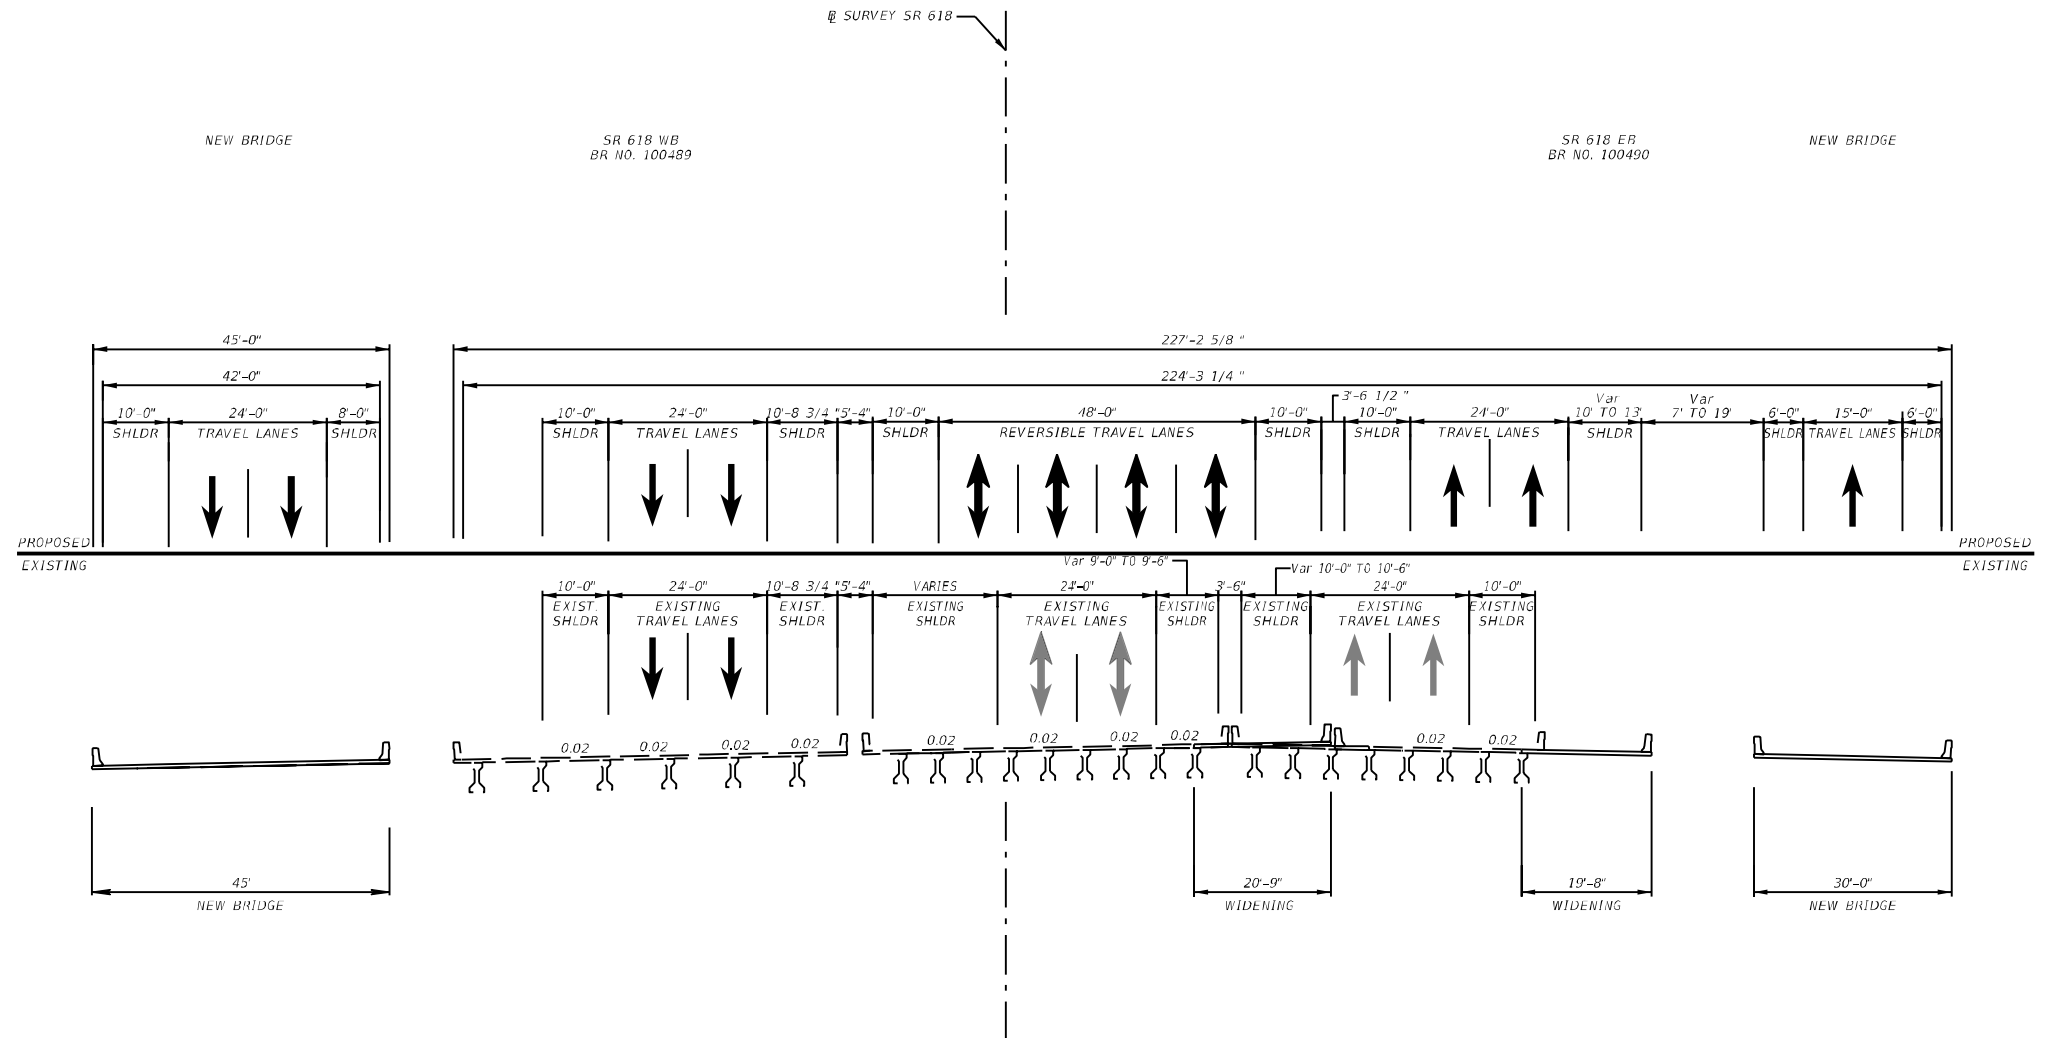 ℄ SURVEY SR 618
NEW BRIDGE
SR 618 WB
BR NO. 100489
SR 618 EB
BR NO. 100490
NEW BRIDGE
45'-0"
227'-2 5/8 "
42'-0"
224'-3 1/4 "
3'-6 1/2 "
10'-0" 24'-0" 8'-0" 10'-0" 24'-0" 10'-8 3/4 " 5'-4" 10'-0" 48'-0" 10'-0" 10'-0" 24'-0" Var 10' TO 13' Var 7' TO 19' 6'-0" 15'-0" 6'-0"
SHLDR TRAVEL LANES SHLDR SHLDR TRAVEL LANES SHLDR SHLDR REVERSIBLE TRAVEL LANES SHLDR SHLDR TRAVEL LANES SHLDR SHLDR TRAVEL LANES SHLDR
PROPOSED PROPOSED
EXISTING EXISTING
Var 9'-0" TO 9'-6"
Var 10'-0" TO 10'-6"
10'-0" 24'-0" 10'-8 3/4 " 5'-4" VARIES 24'-0" 3'-6" 24'-0" 10'-0"
EXIST. EXISTING EXIST. EXISTING EXISTING EXISTING EXISTING EXISTING EXISTING
SHLDR TRAVEL LANES SHLDR SHLDR TRAVEL LANES SHLDR SHLDR TRAVEL LANES SHLDR
0.02 0.02 0.02 0.02 0.02 0.02 0.02 0.02 0.02 0.02
45' 20'-9" 19'-8" 30'-0"
NEW BRIDGE WIDENING WIDENING NEW BRIDGE